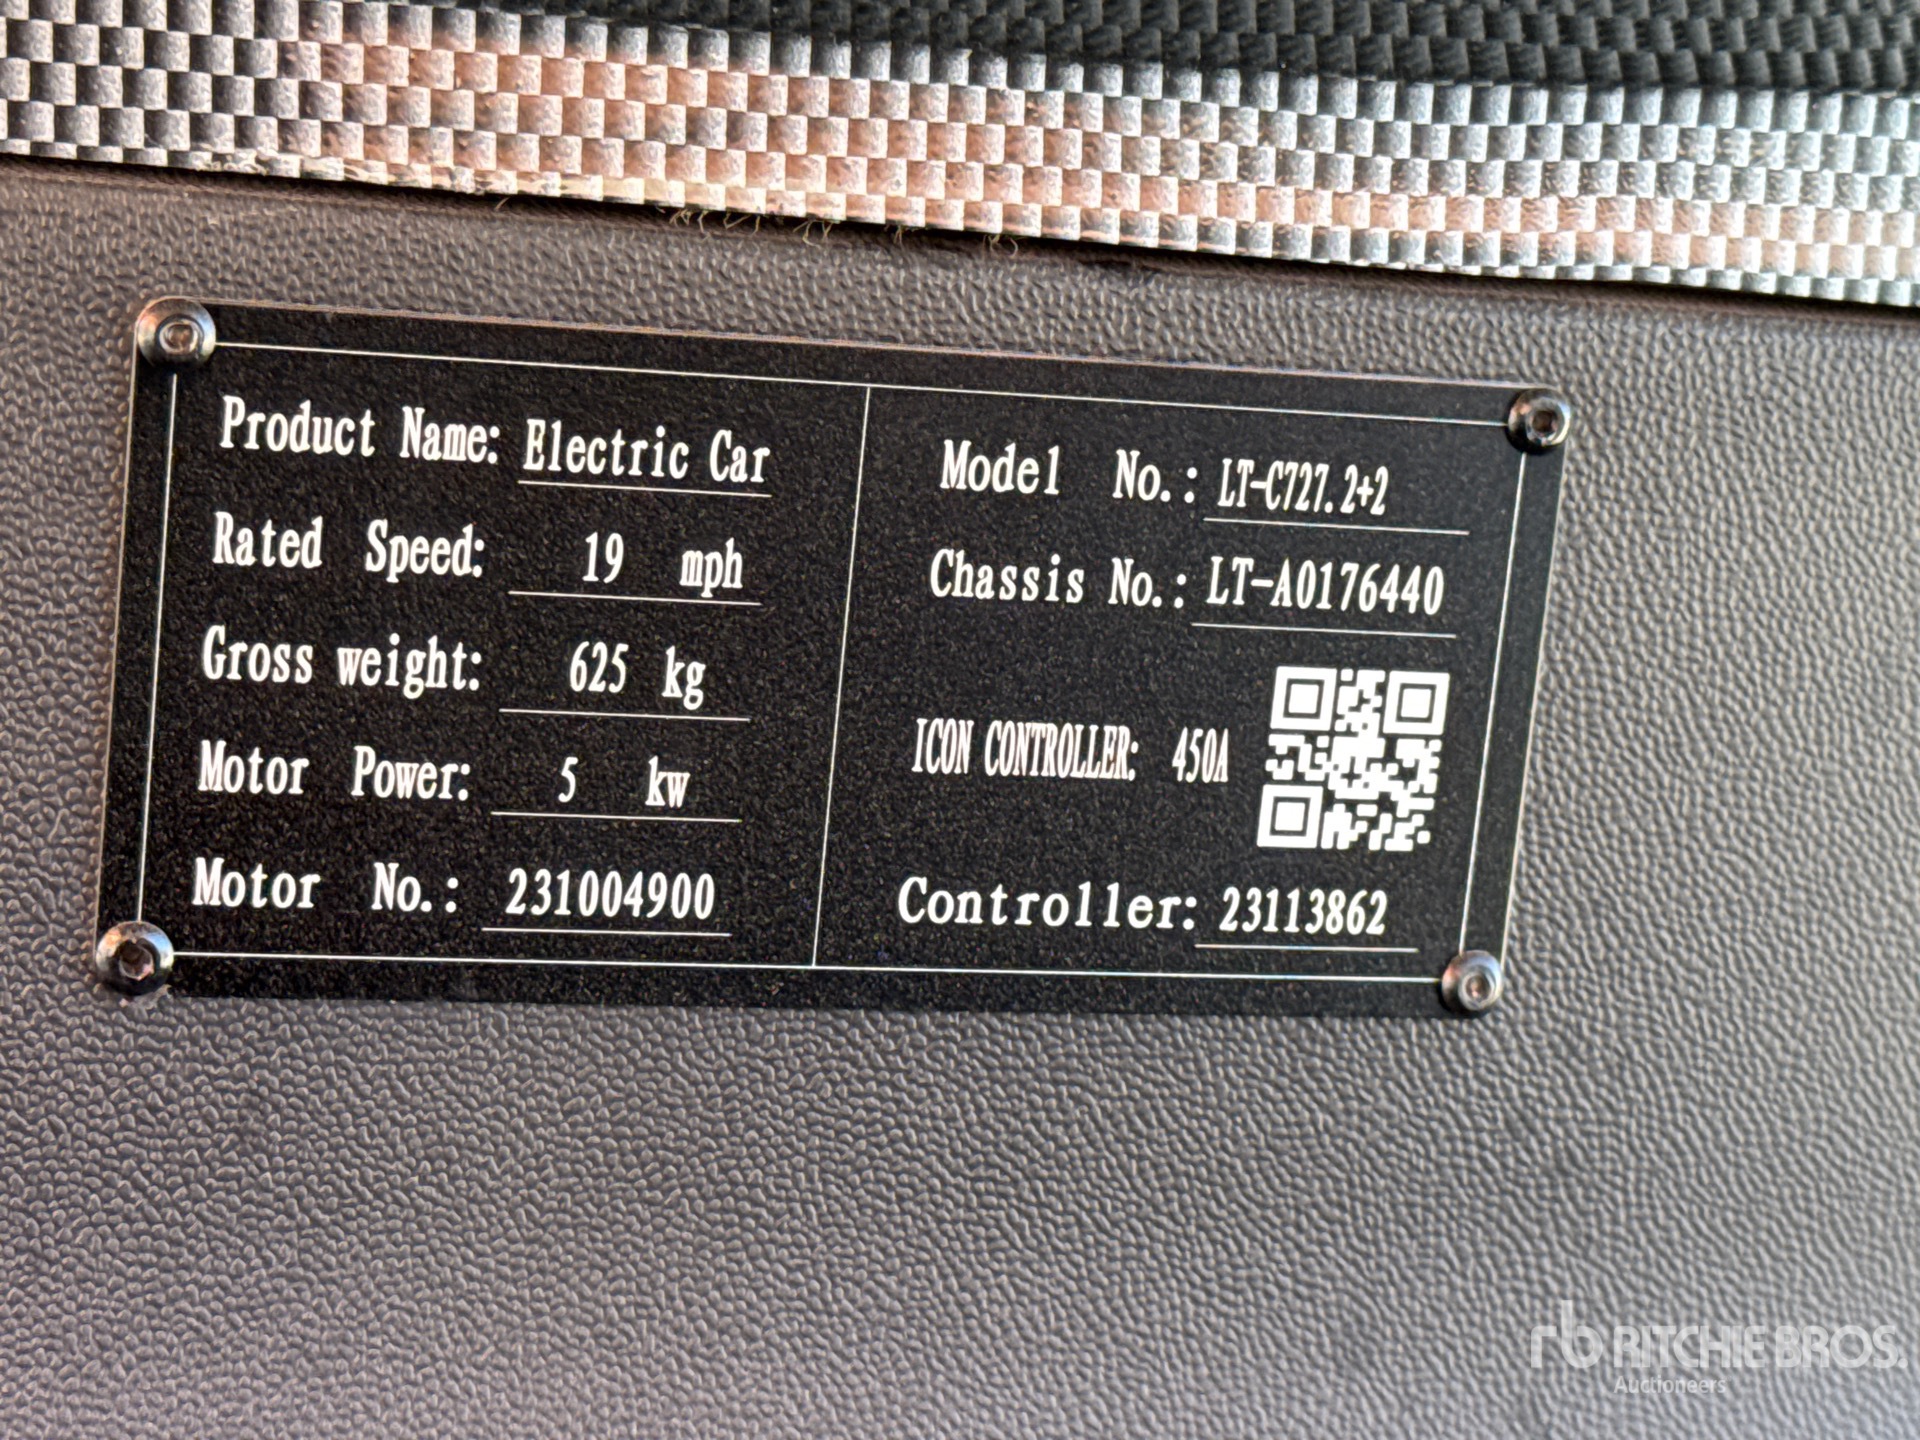 Product Name: Electric Car
Rated Speed: 19 mph
Gross weight: 625 kg
Motor Power: 5 kw
Motor No.: 231004900
Model No.: LT-C727.2+2
Chassis No.: LT-A0176440
ICON CONTROLLER: 450A
Controller: 23113862
rb RITCHIE BROS.
Auctioneers